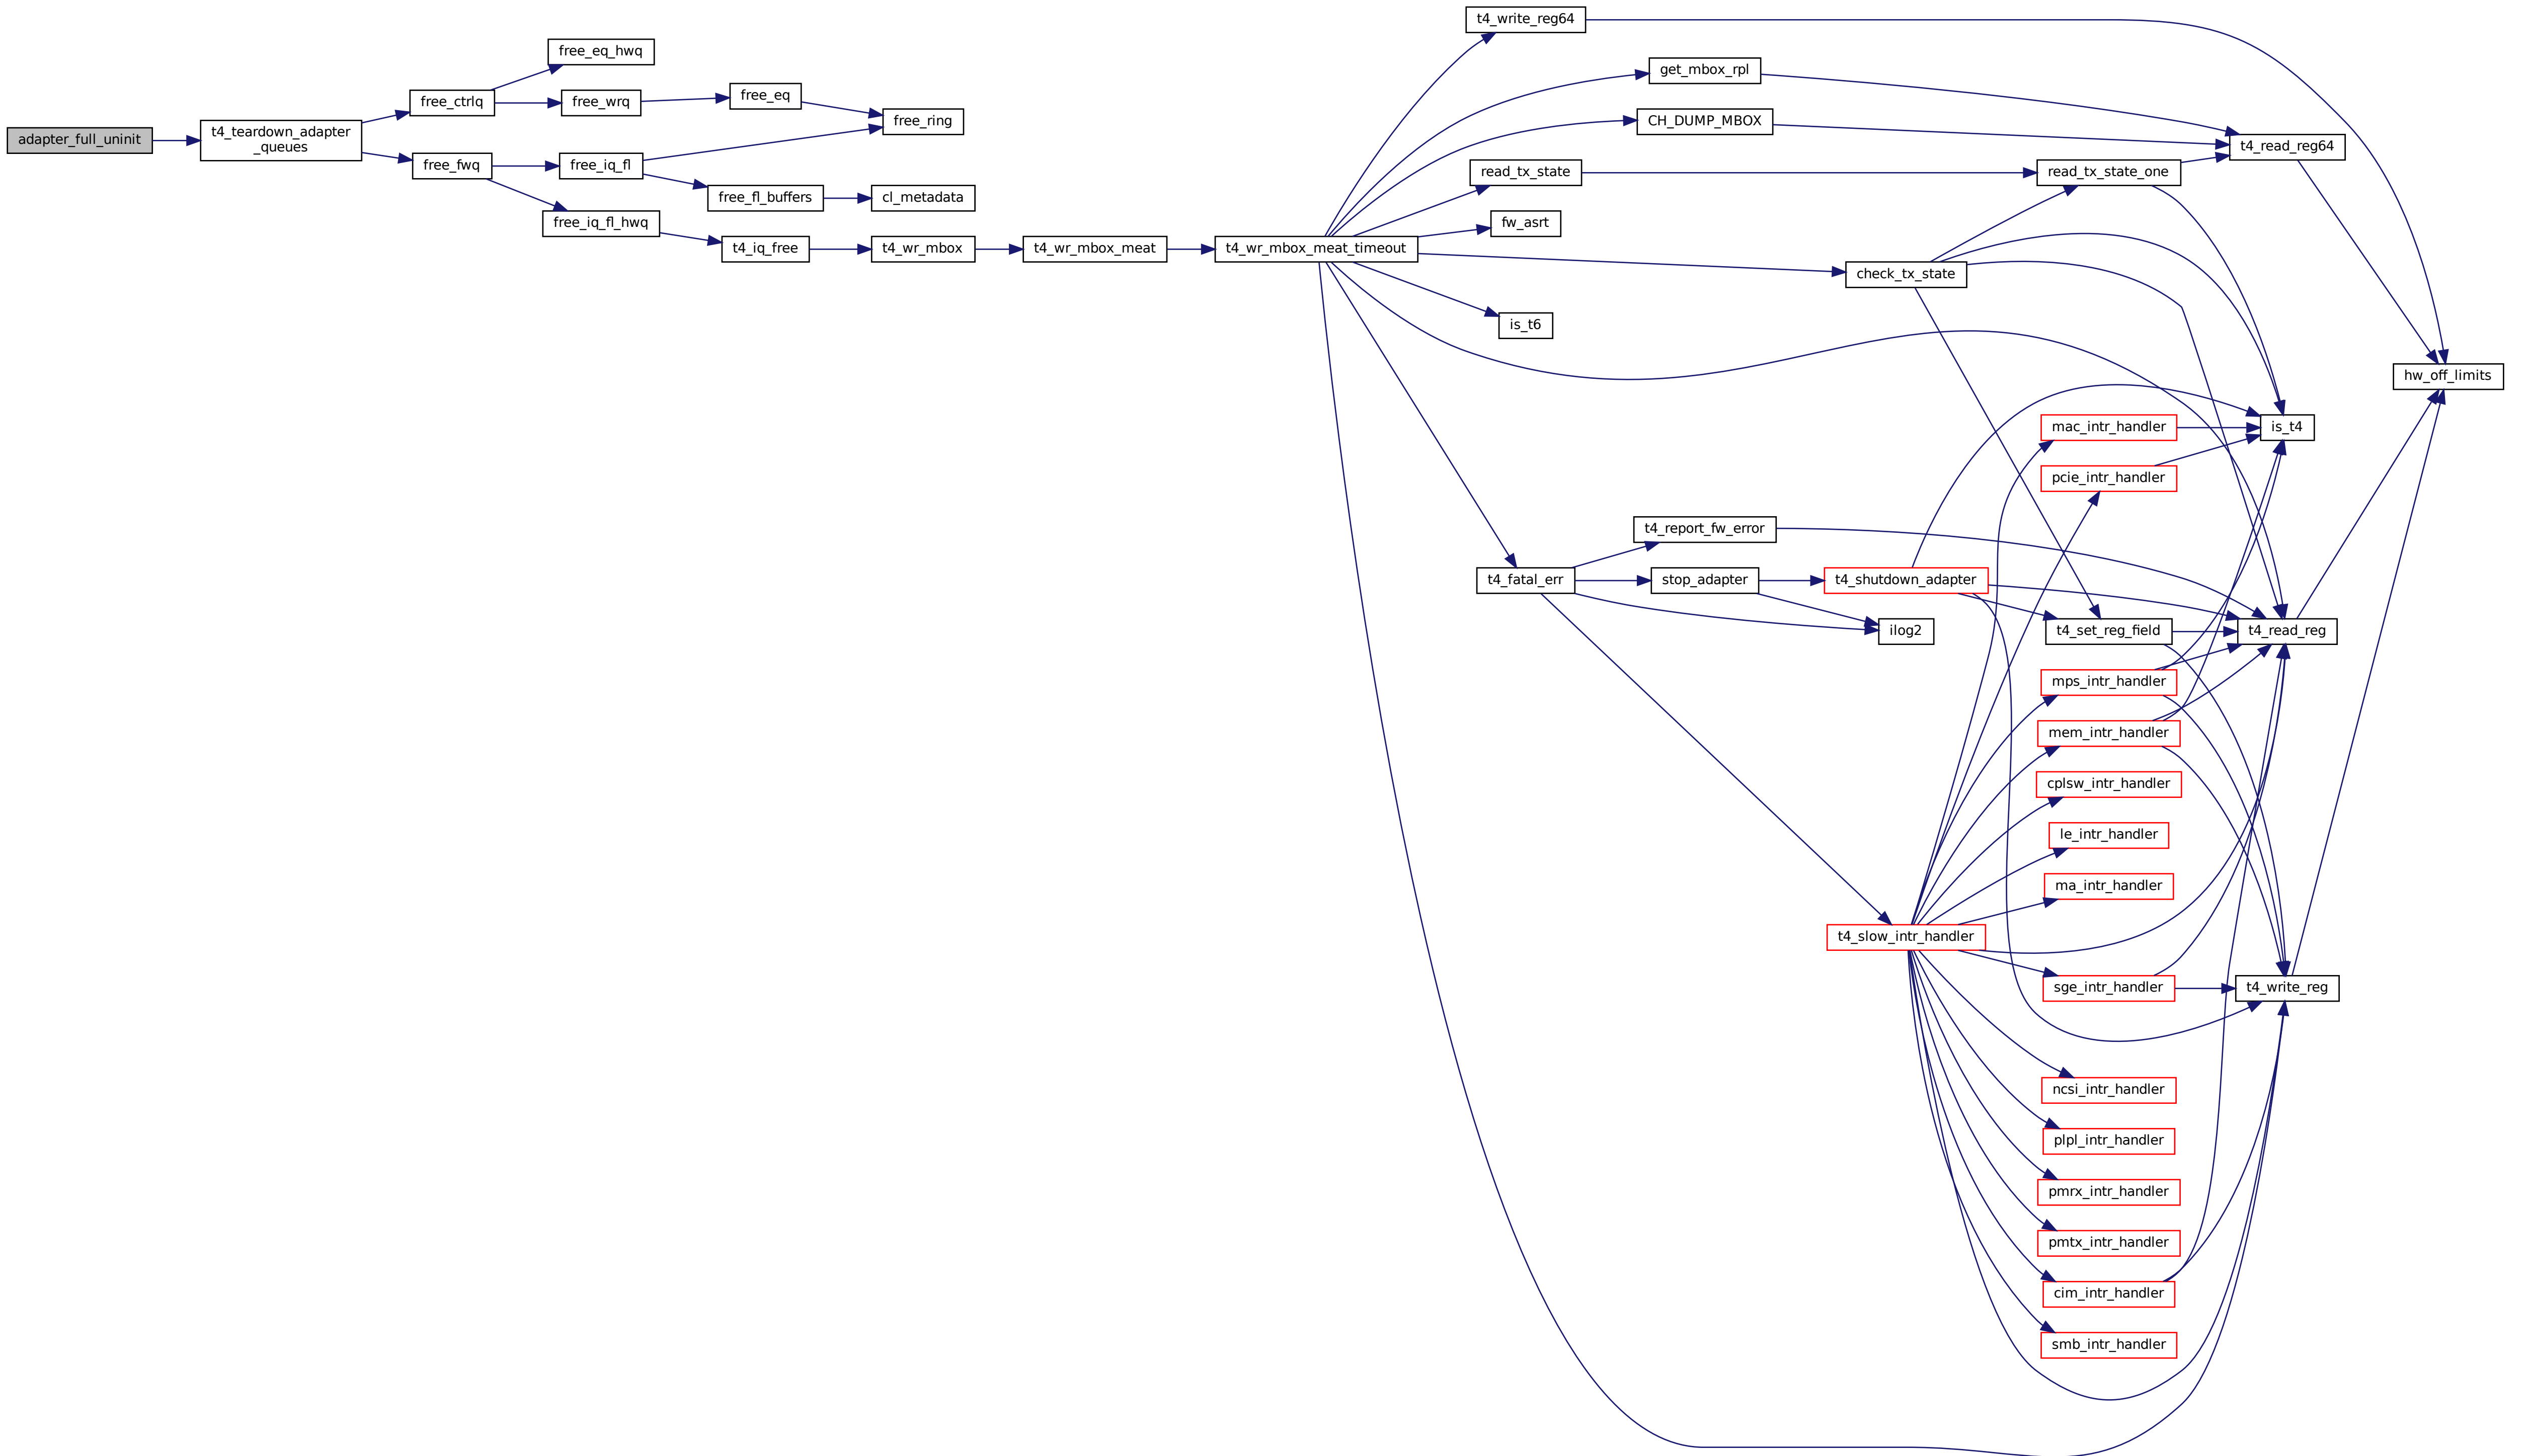 adapter_full_uninit
t4_teardown_adapter
_queues
free_ctrlq
free_fwq
free_eq_hwq
free_wrq
free_iq_fl
free_iq_fl_hwq
free_eq
free_fl_buffers
t4_iq_free
free_ring
cl_metadata
t4_wr_mbox
t4_wr_mbox_meat
t4_wr_mbox_meat_timeout
t4_write_reg64
get_mbox_rpl
CH_DUMP_MBOX
read_tx_state
fw_asrt
check_tx_state
is_t6
t4_fatal_err
t4_report_fw_error
stop_adapter
t4_shutdown_adapter
ilog2
t4_slow_intr_handler
read_tx_state_one
mac_intr_handler
pcie_intr_handler
t4_set_reg_field
mps_intr_handler
mem_intr_handler
cplsw_intr_handler
le_intr_handler
ma_intr_handler
sge_intr_handler
ncsi_intr_handler
plpl_intr_handler
pmrx_intr_handler
pmtx_intr_handler
cim_intr_handler
smb_intr_handler
t4_read_reg64
is_t4
t4_read_reg
t4_write_reg
hw_off_limits